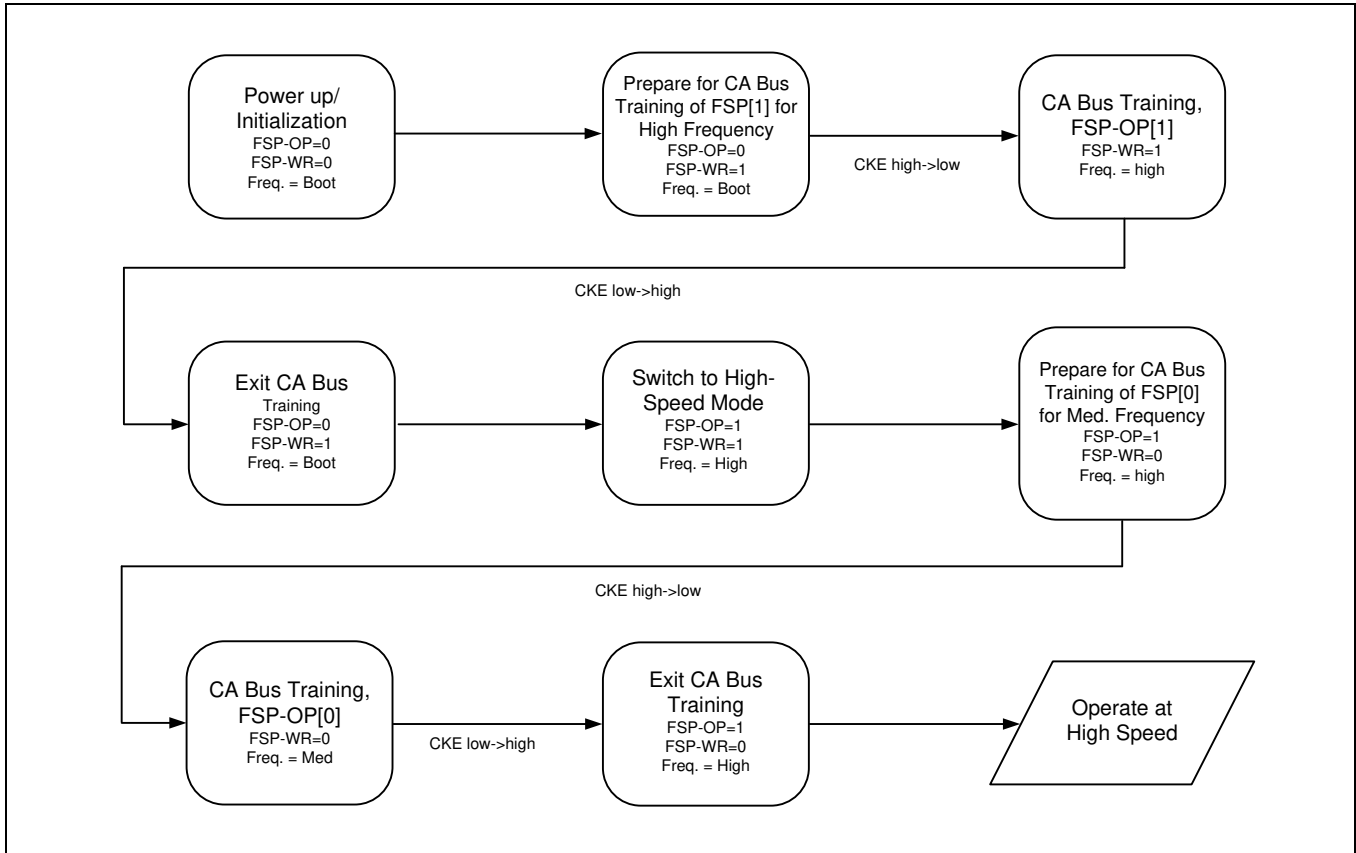 Power up/
Initialization
FSP-OP=0
FSP-WR=0
Freq. = Boot
Prepare for CA Bus
Training of FSP[1] for
High Frequency
FSP-OP=0
FSP-WR=1
Freq. = Boot
CKE high->low
CA Bus Training,
FSP-OP[1]
FSP-WR=1
Freq. = high
CKE low->high
Exit CA Bus
Training
FSP-OP=0
FSP-WR=1
Freq. = Boot
Switch to High-
Speed Mode
FSP-OP=1
FSP-WR=1
Freq. = High
Prepare for CA Bus
Training of FSP[0]
for Med. Frequency
FSP-OP=1
FSP-WR=0
Freq. = high
CKE high->low
CA Bus Training,
FSP-OP[0]
FSP-WR=0
Freq. = Med
CKE low->high
Exit CA Bus
Training
FSP-OP=1
FSP-WR=0
Freq. = High
Operate at
High Speed